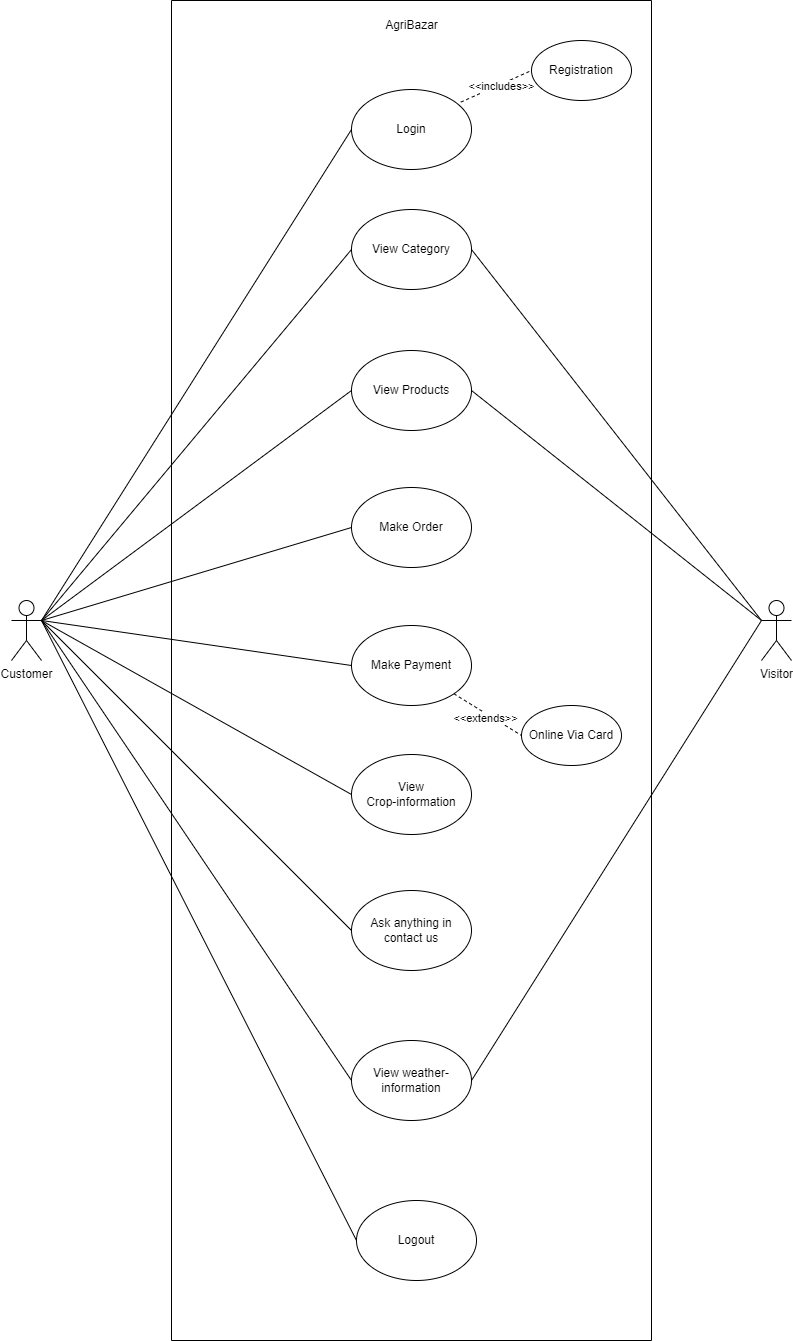 AgriBazar
Registration
<<includes>>
Login
View Category
View Products
Make Order
Customer
Visitor
Make Payment
<<extends>>
Online Via Card
View
Crop-information
Ask anything in
contact us
View weather-
information
Logout